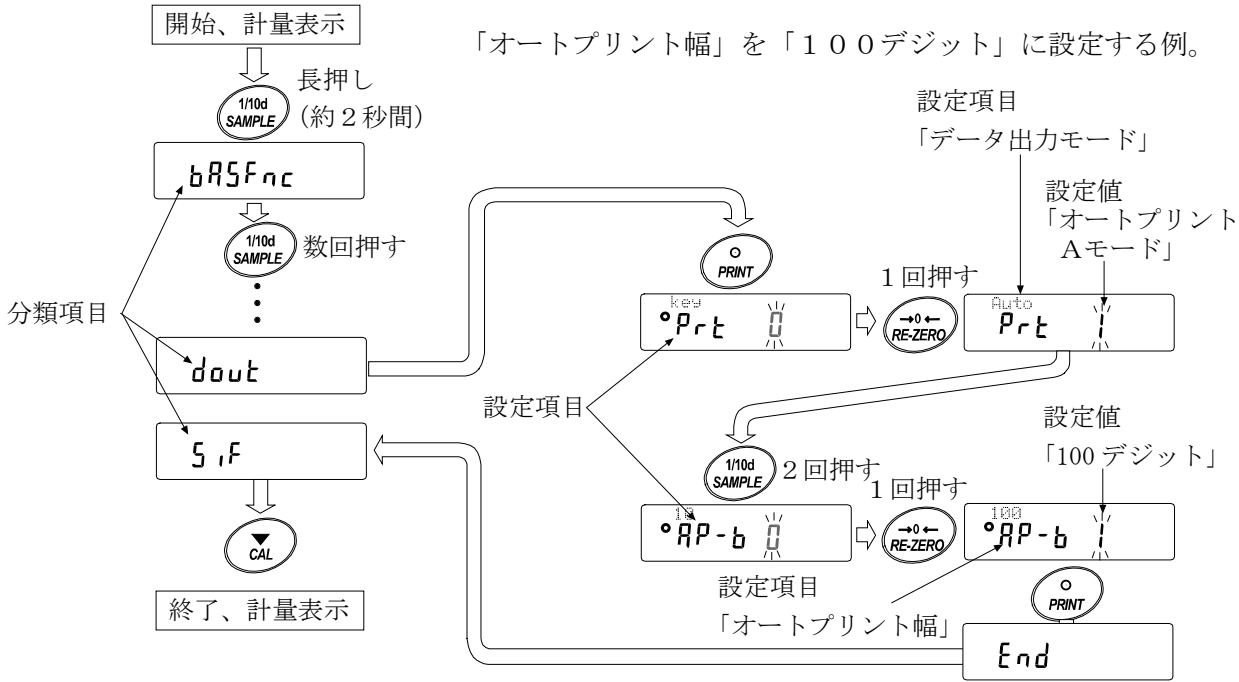 開始、計量表示
「オートプリント幅」を「１００デジット」に設定する例。
1/10d
SAMPLE
長押し
(約２秒間)
bASFnc
1/10d
SAMPLE
数回押す
分類項目
dout
SiF
CAL
終了、計量表示
PRINT
key
Prt 0
設定項目
1回押す
→0←
RE-ZERO
設定項目
「データ出力モード」
設定値
「オートプリント
Aモード」
Auto
Prt 1
1/10d
SAMPLE
2回押す
10
AP-b 0
1回押す
→0←
RE-ZERO
設定値
「100 デジット」
100
AP-b 1
設定項目
「オートプリント幅」
PRINT
End